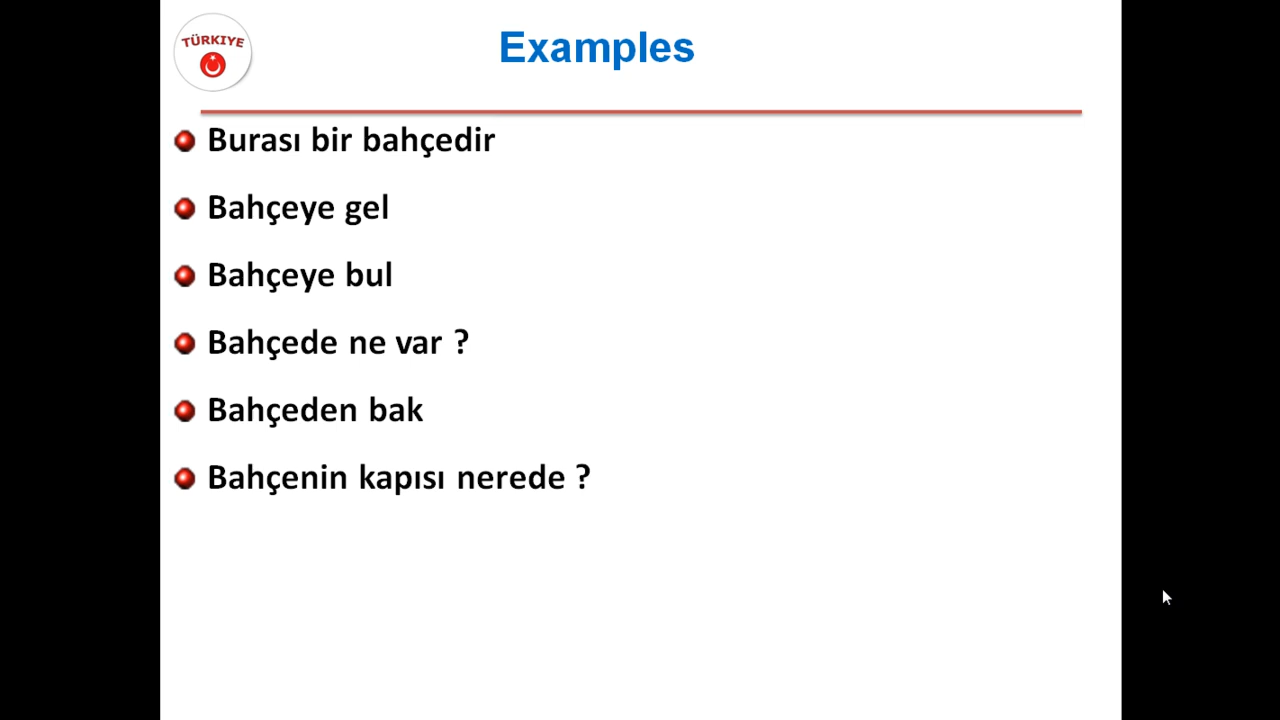 TÜRKIYE
Examples
Burası bir bahçedir
Bahçeye gel
Bahçeye bul
Bahçede ne var ?
Bahçeden bak
Bahçenin kapısı nerede ?